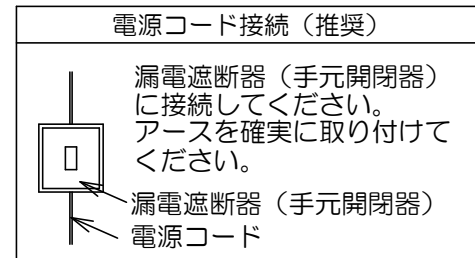 電源コード接続（推奨）
漏電遮断器（手元開閉器）
に接続してください。
アースを確実に取り付けて
ください。
漏電遮断器（手元開閉器）
電源コード